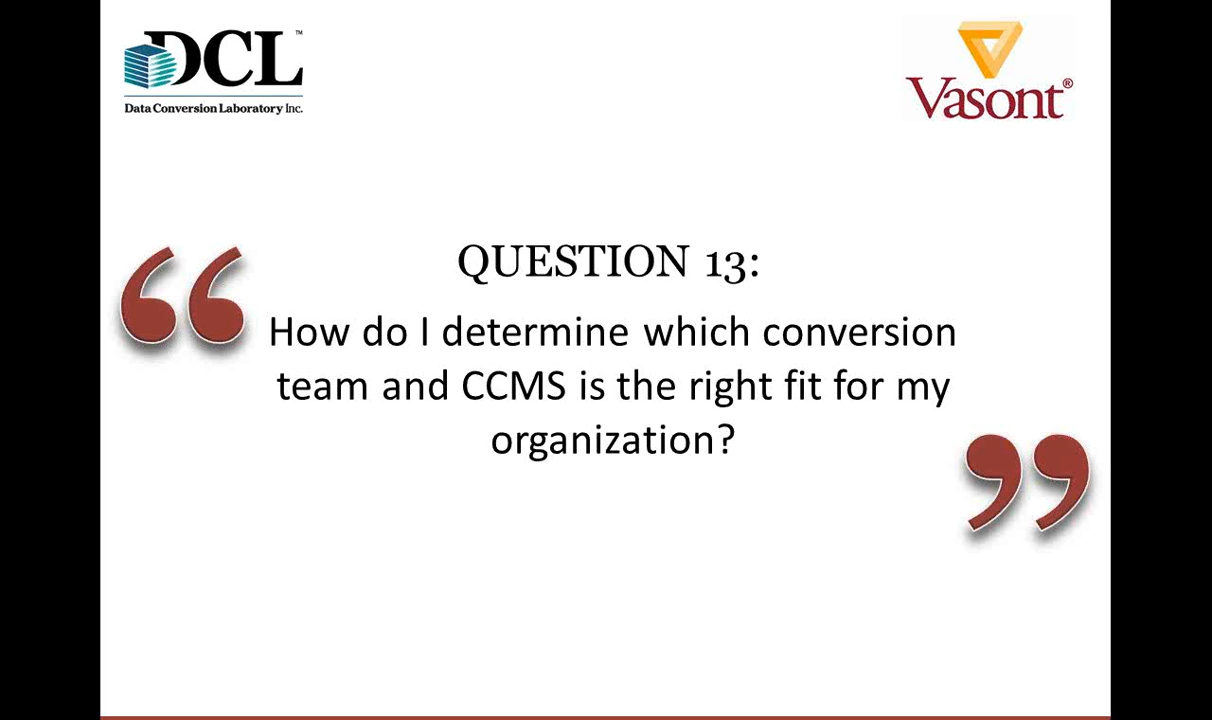 DCL™
Data Conversion Laboratory Inc.
Vasont®
“
QUESTION 13:
How do I determine which conversion
team and CCMS is the right fit for my
organization?
”